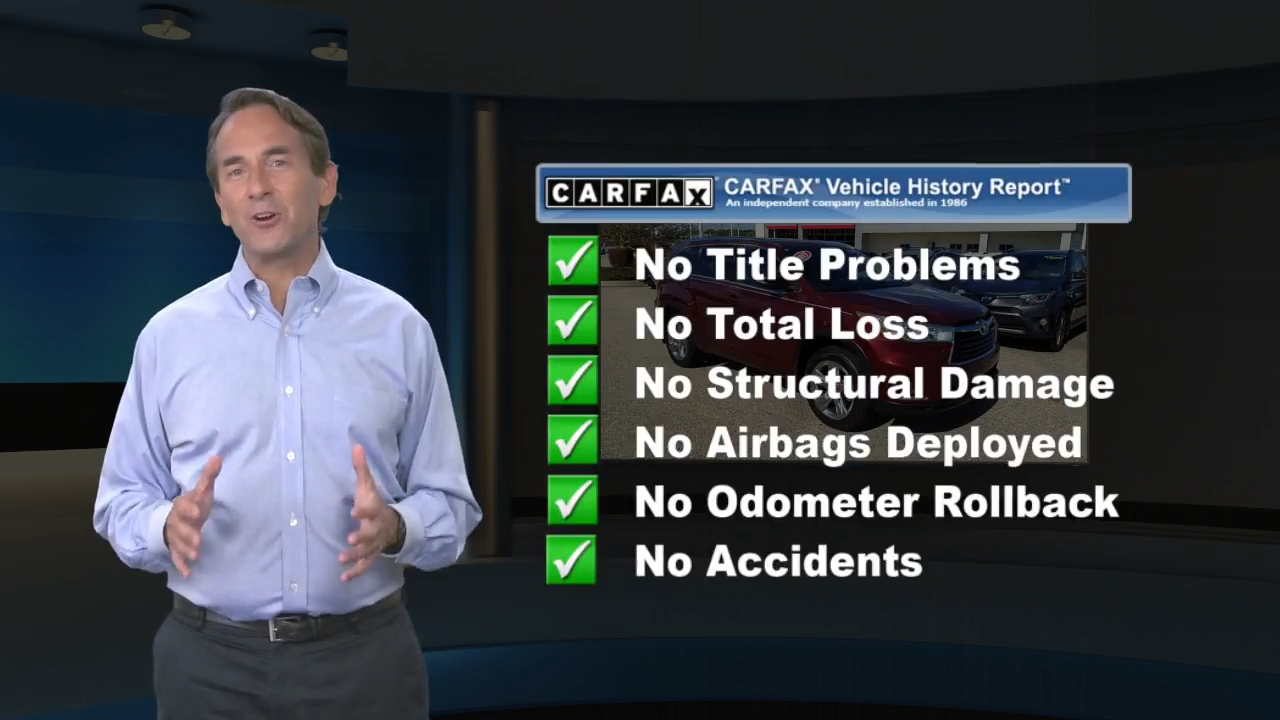 CARFAX
CARFAX® Vehicle History Report™
An independent company established in 1986
No Title Problems
No Total Loss
No Structural Damage
No Airbags Deployed
No Odometer Rollback
No Accidents